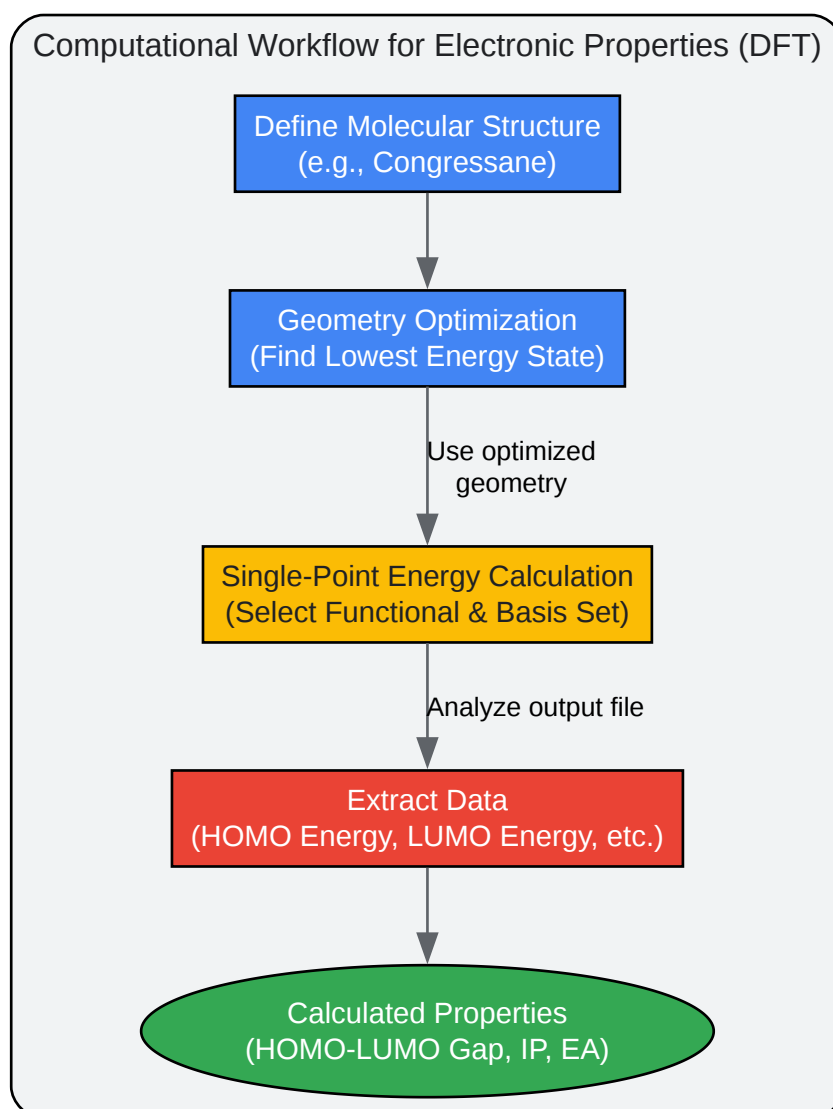 Computational Workflow for Electronic Properties (DFT)
Define Molecular Structure
(e.g., Congressane)
Geometry Optimization
(Find Lowest Energy State)
Use optimized
geometry
Single-Point Energy Calculation
(Select Functional & Basis Set)
Analyze output file
Extract Data
(HOMO Energy, LUMO Energy, etc.)
Calculated Properties
(HOMO-LUMO Gap, IP, EA)